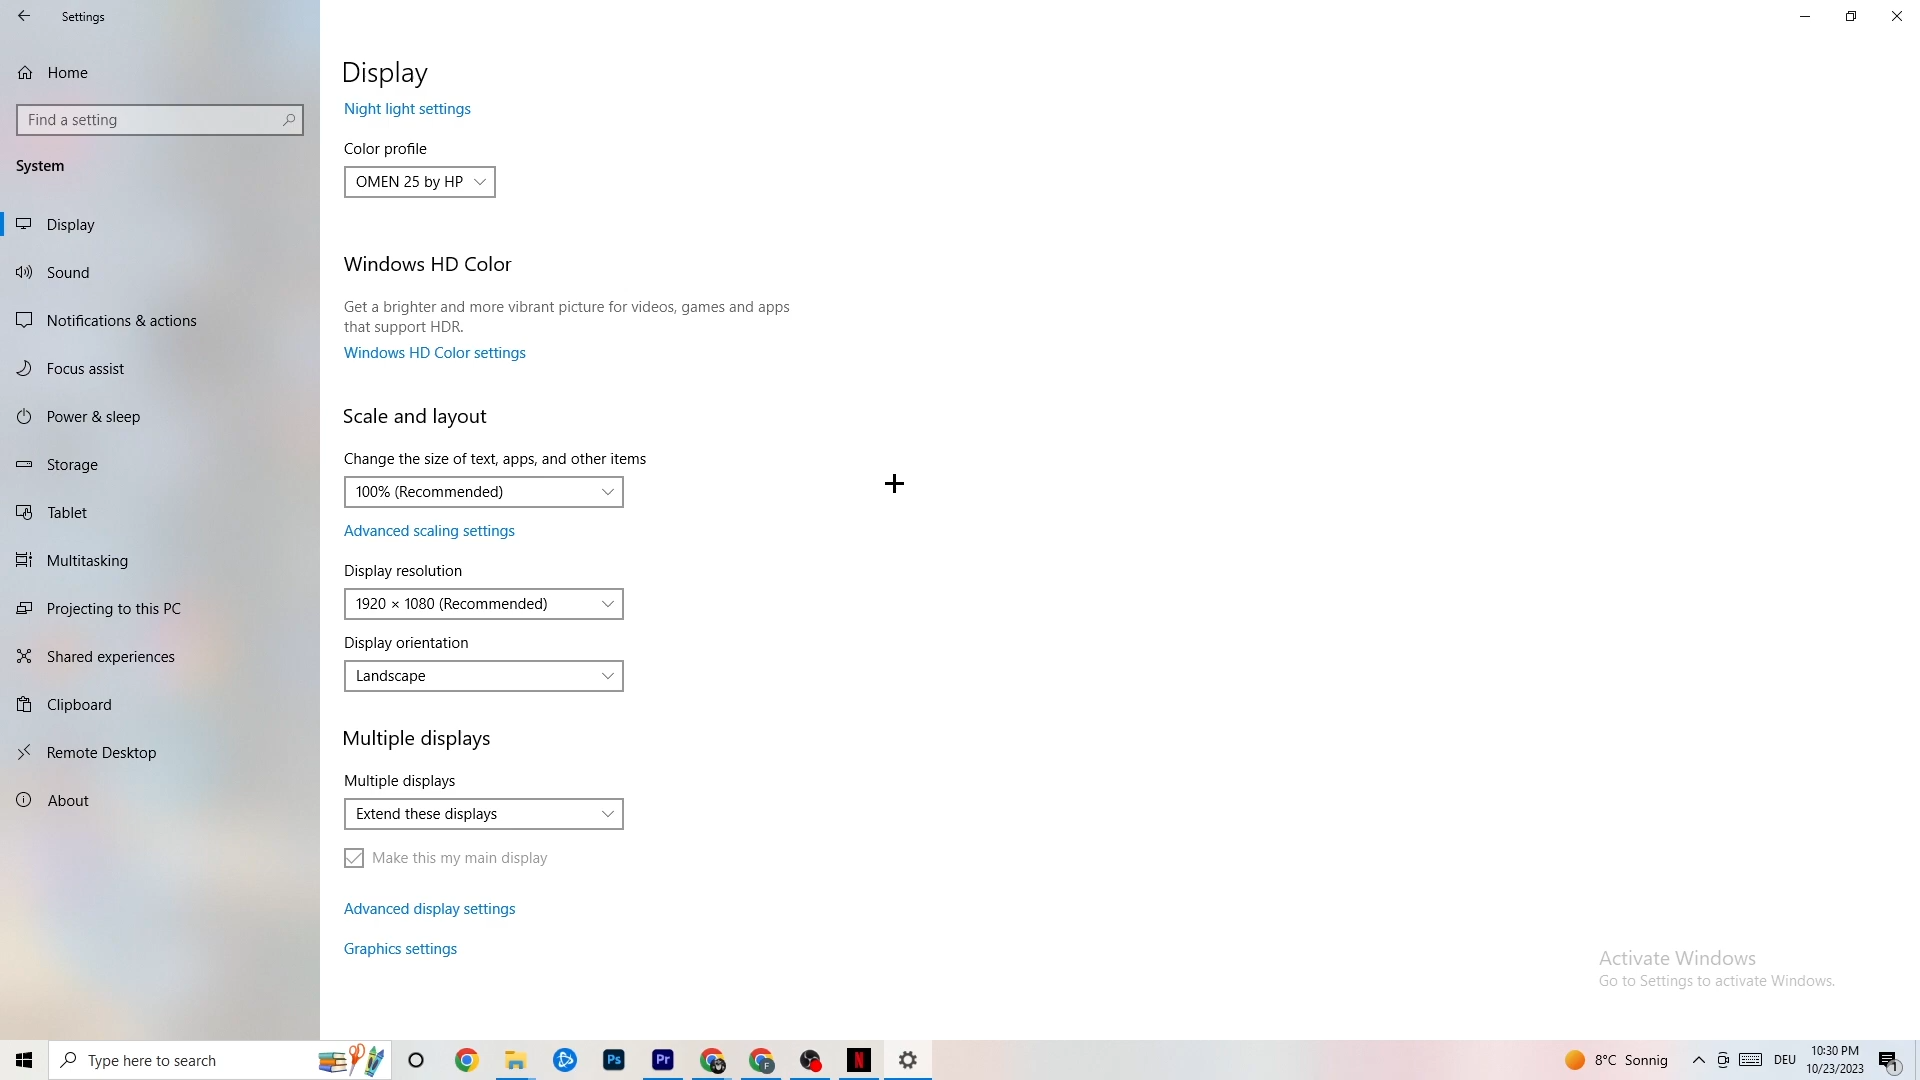 Settings
Home
Find a setting
System
Display
Sound
Notifications & actions
Focus assist
Power & sleep
Storage
Tablet
Multitasking
Projecting to this PC
Shared experiences
Clipboard
Remote Desktop
About
Display
Night light settings
Color profile
OMEN 25 by HP
Windows HD Color
Get a brighter and more vibrant picture for videos, games and apps
that support HDR.
Windows HD Color settings
Scale and layout
Change the size of text, apps, and other items
100% (Recommended)
Advanced scaling settings
Display resolution
1920 × 1080 (Recommended)
Display orientation
Landscape
Multiple displays
Multiple displays
Extend these displays
Make this my main display
Advanced display settings
Graphics settings
Activate Windows
Go to Settings to activate Windows.
Type here to search
Ps
Pr
F
N
8°C Sonnig
DEU
10:30 PM
10/23/2023
1